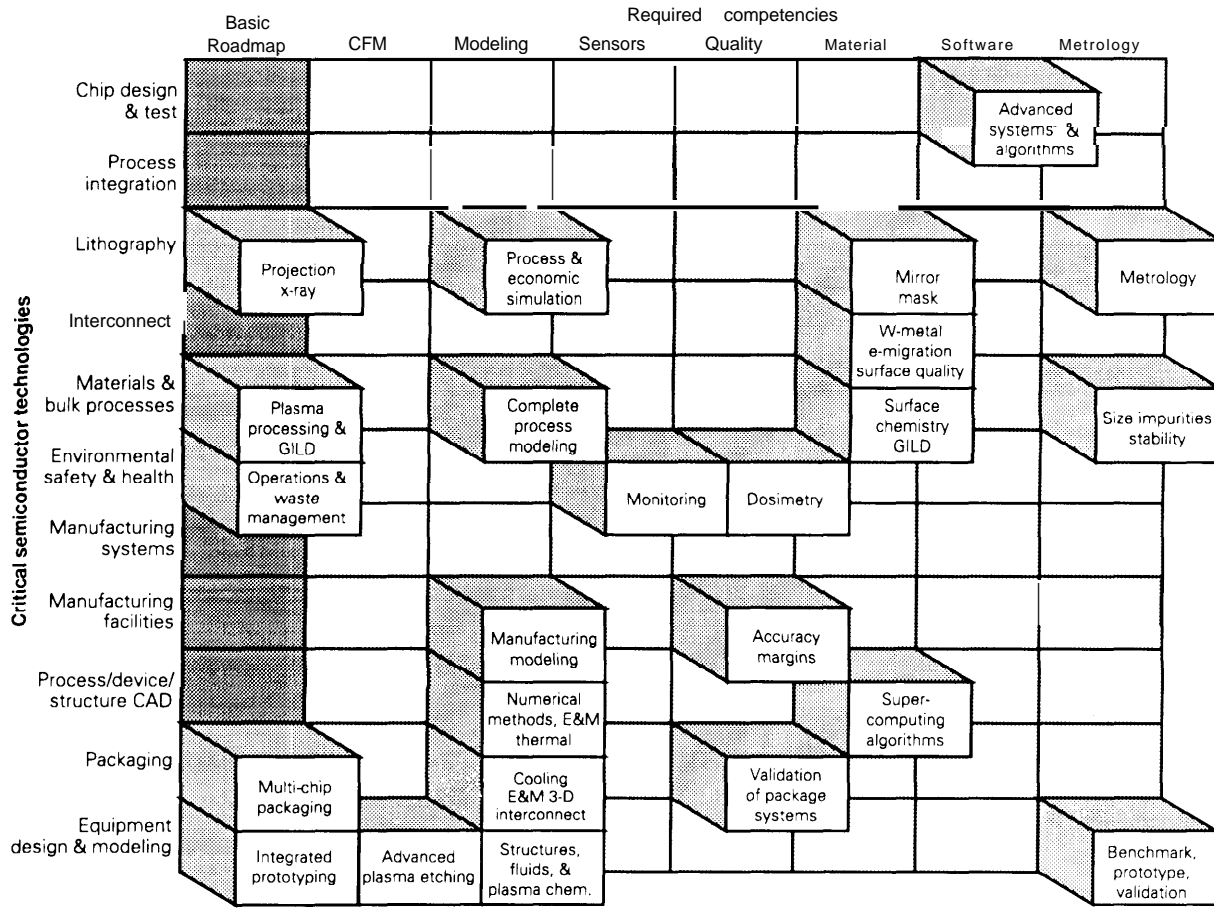 Required competencies
Basic
Roadmap
CFM
Modeling
Sensors
Quality
Material
Software
Metrology
Critical semiconductor technologies
Chip design
& test
Advanced
systems & 
algorithms
Process
integration
Lithography
Projection
x-ray
Process &
economic
simulation
Mirror
mask
Metrology
Interconnect
W-metal
e-migration
surface quality
Materials &
bulk processes
Plasma
processing &
GILD
Complete
process
modeling
Surface
chemistry
GILD
Size impurities
stability
Environmental
safety & health
Operations &
waste
management
Monitoring
Dosimetry
Manufacturing
systems
Manufacturing
facilities
Manufacturing
modeling
Accuracy
margins
Process/device/
structure CAD
Numerical
methods, E&M
thermal
Super-
computing
algorithms
Packaging
Multi-chip
packaging
Cooling
E&M 3-D
interconnect
Validation
of package
systems
Equipment
design & modeling
Integrated
prototyping
Advanced
plasma etching
Structures,
fluids, &
plasma chem.
Benchmark,
prototype,
validation